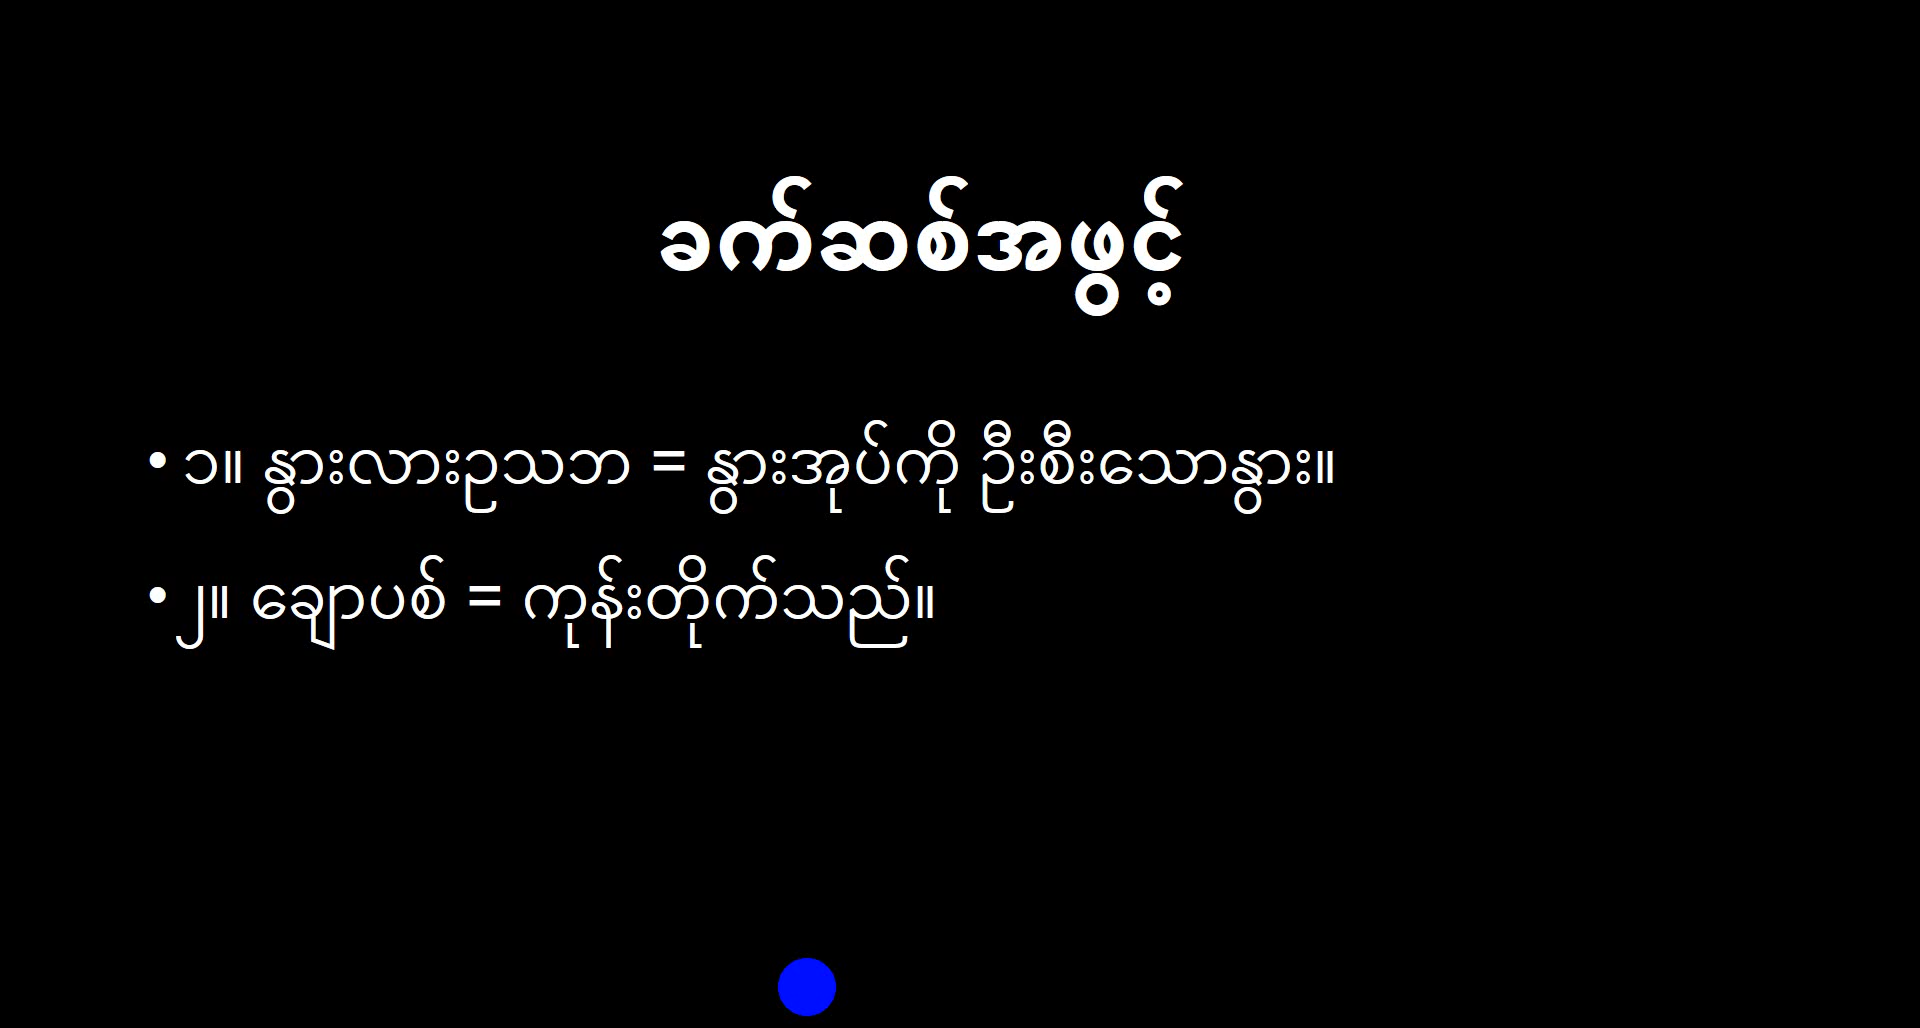 ခက်ဆစ်အဖွင့်
• ၁။ နွားလားဥသဘ = နွားအုပ်ကို ဦးစီးသောနွား။
• ၂။ ချောပစ် = ကုန်းတိုက်သည်။